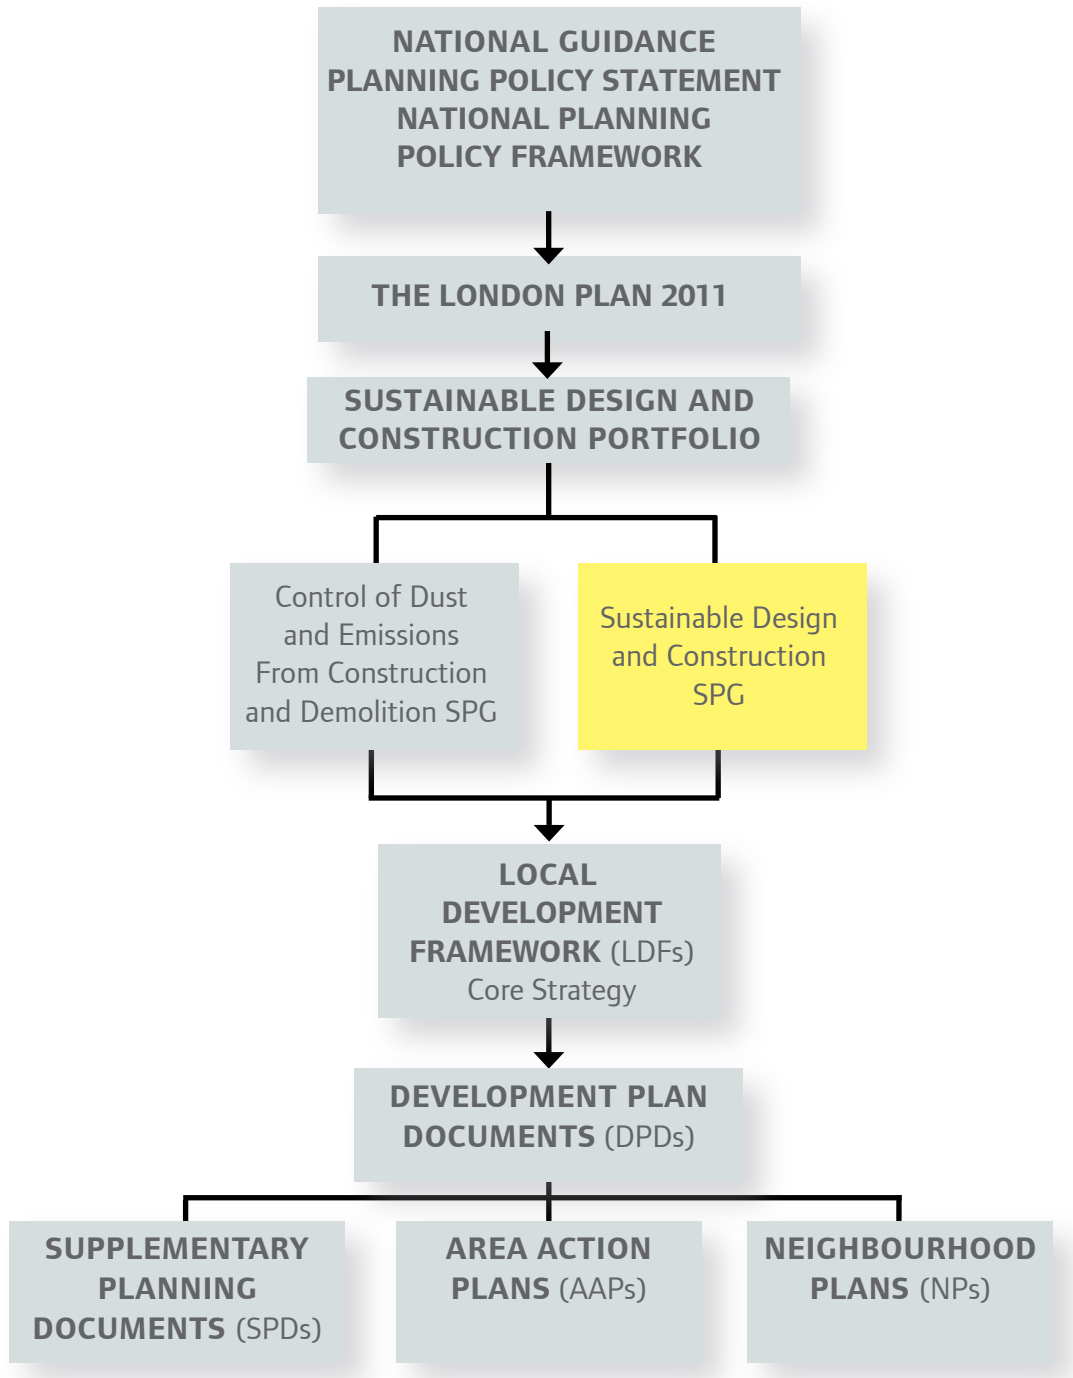 NATIONAL GUIDANCE
PLANNING POLICY STATEMENT
NATIONAL PLANNING
POLICY FRAMEWORK
THE LONDON PLAN 2011
SUSTAINABLE DESIGN AND
CONSTRUCTION PORTFOLIO
Control of Dust
and Emissions
From Construction
and Demolition SPG
Sustainable Design
and Construction
SPG
LOCAL
DEVELOPMENT
FRAMEWORK (LDFs)
Core Strategy
DEVELOPMENT PLAN
DOCUMENTS (DPDs)
SUPPLEMENTARY
PLANNING
DOCUMENTS (SPDs)
AREA ACTION
PLANS (AAPs)
NEIGHBOURHOOD
PLANS (NPs)